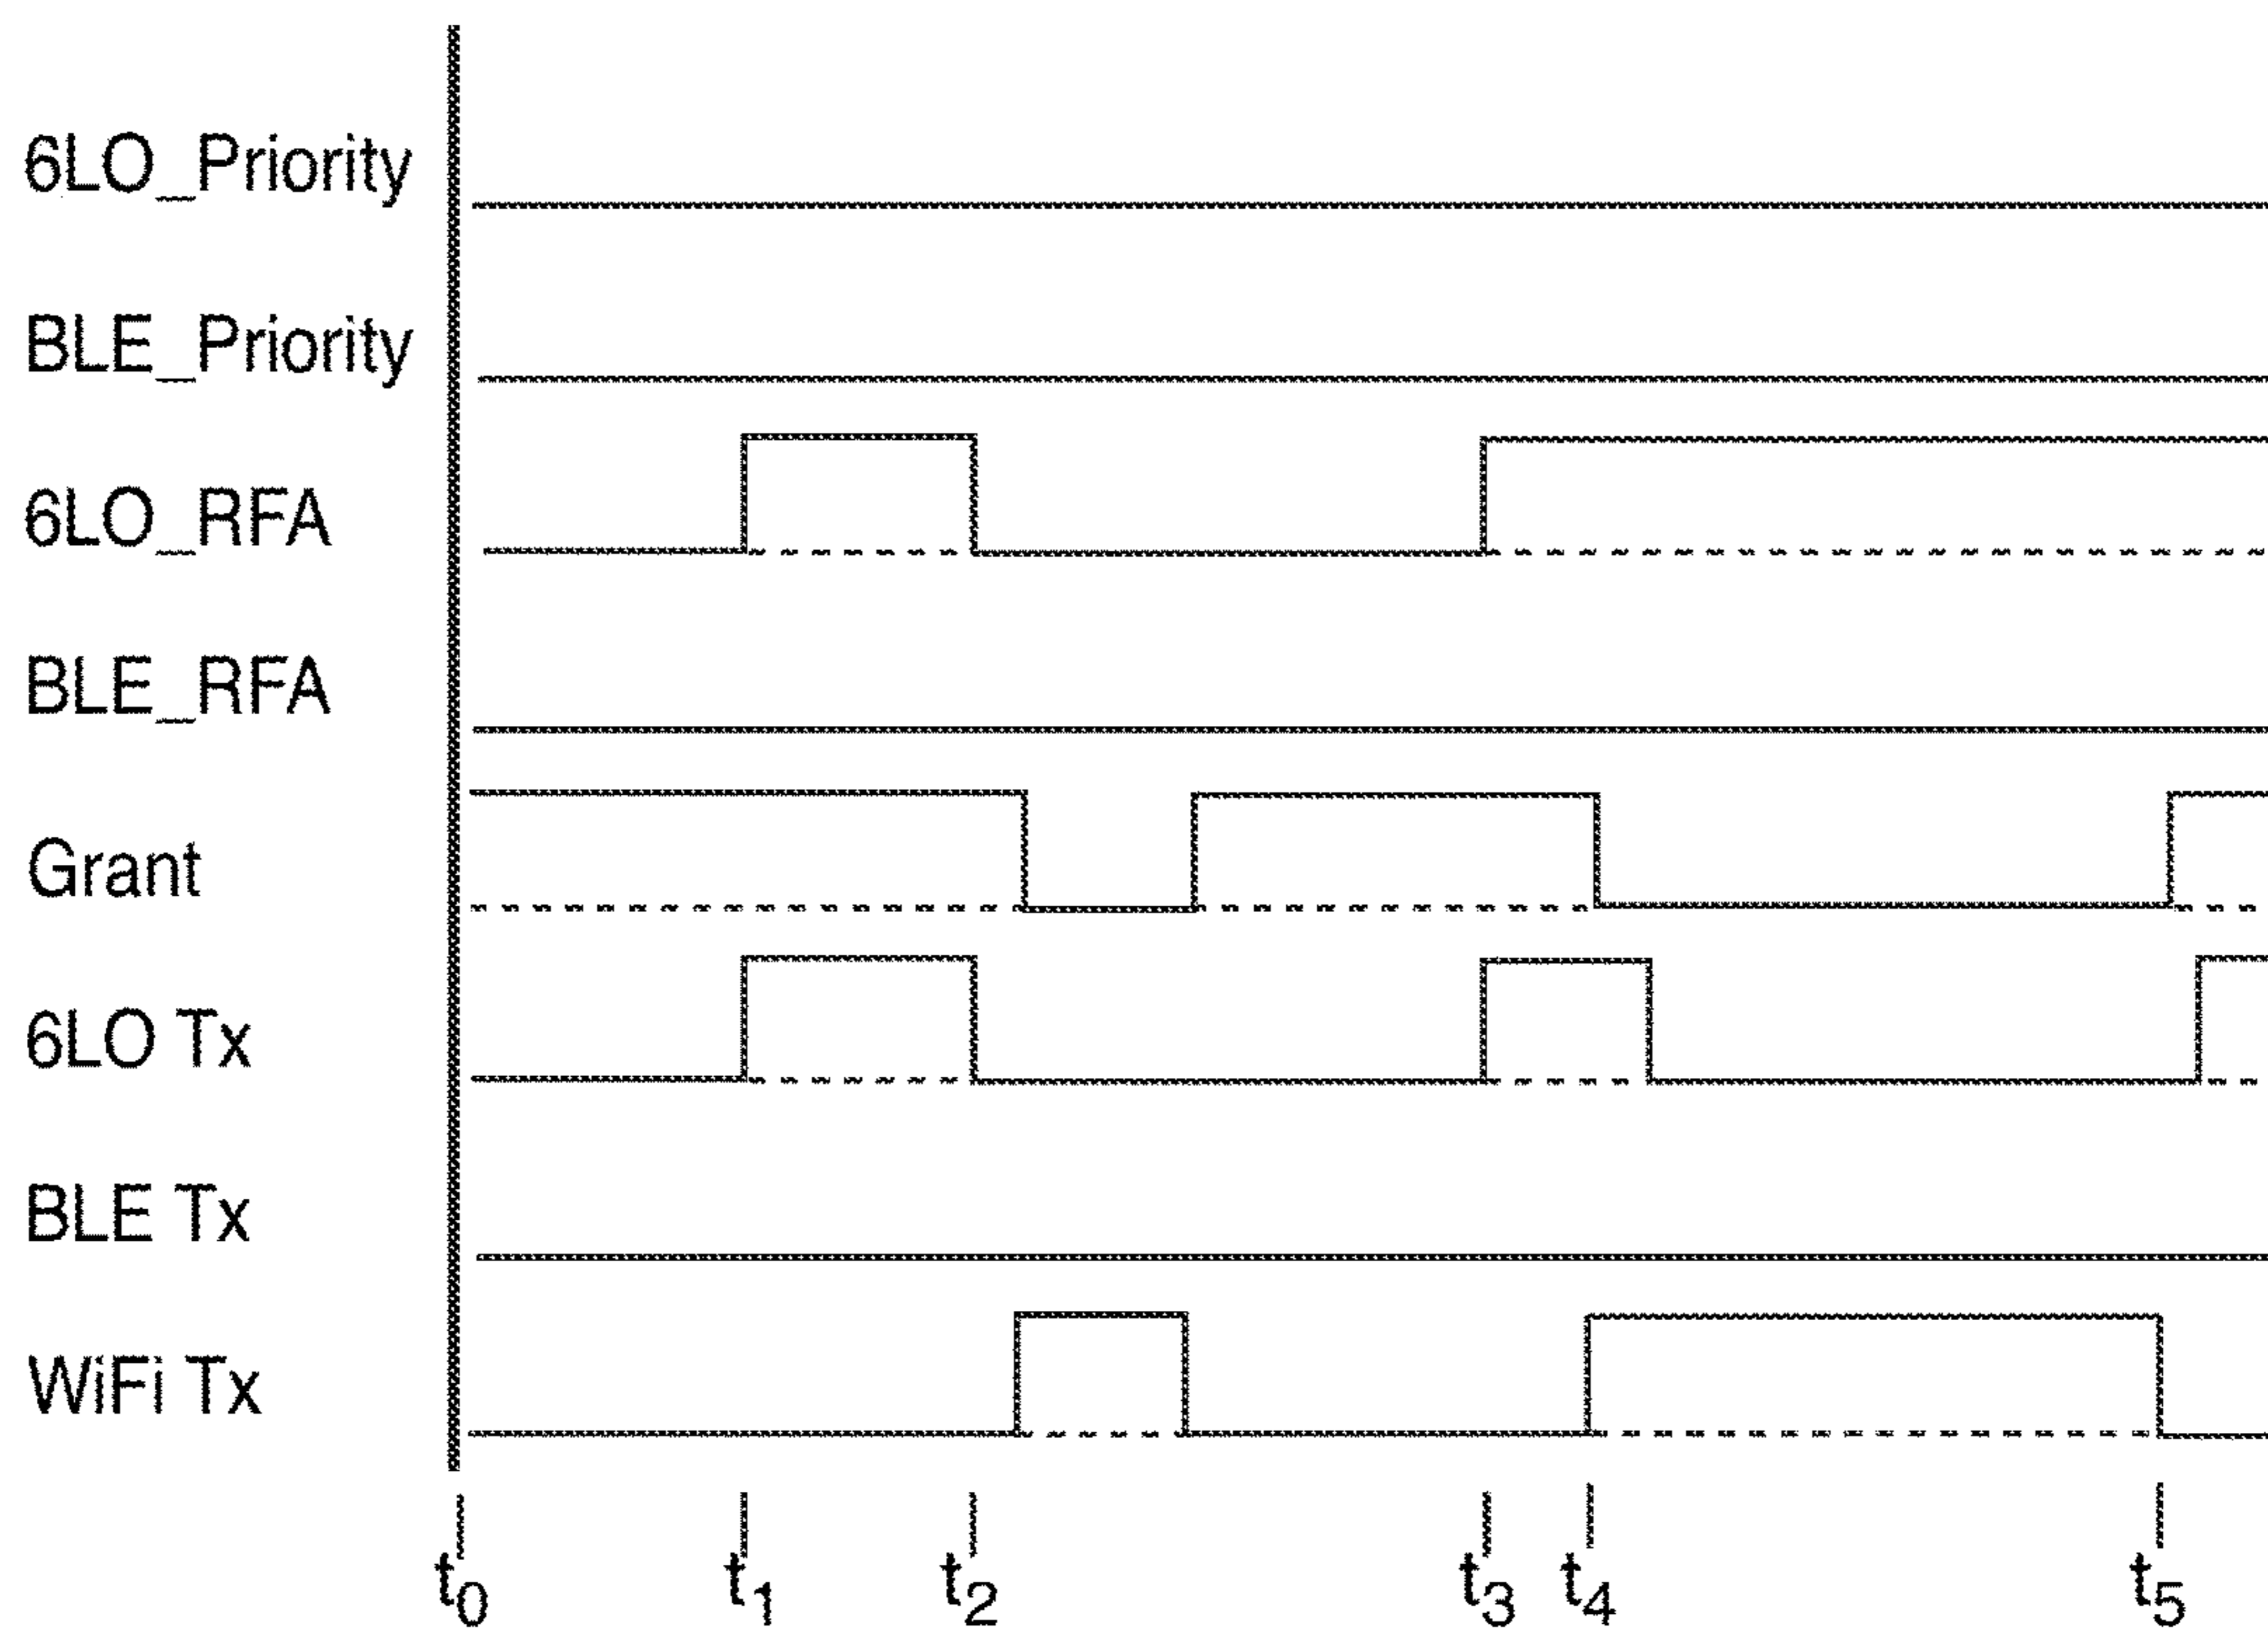 6LO_Priority
BLE_Priority
6LO_RFA
BLE_RFA
Grant
6LO Tx
BLE Tx
WiFi Tx
t0 t1 t2 t3 t4 t5